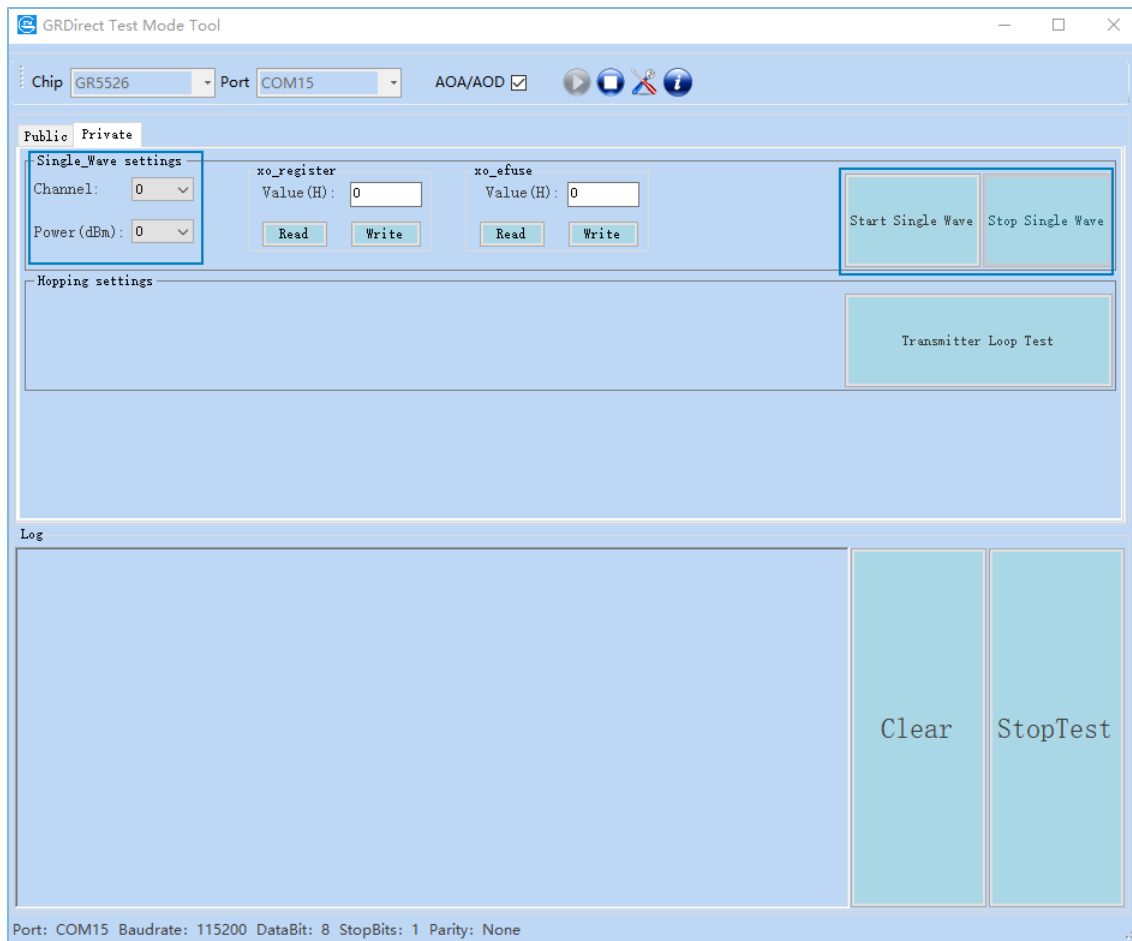 GRDirect Test Mode Tool
Chip GR5526 Port COM15 AOA/AOD
Public Private
Single_Wave settings
Channel: 0
Power(dBm): 0
xo_register
Value(H): 0
Read Write
xo_efuse
Value(H): 0
Read Write
Start Single Wave Stop Single Wave
Hopping settings
Transmitter Loop Test
Log
Clear StopTest
Port: COM15 Baudrate: 115200 DataBit: 8 StopBits: 1 Parity: None